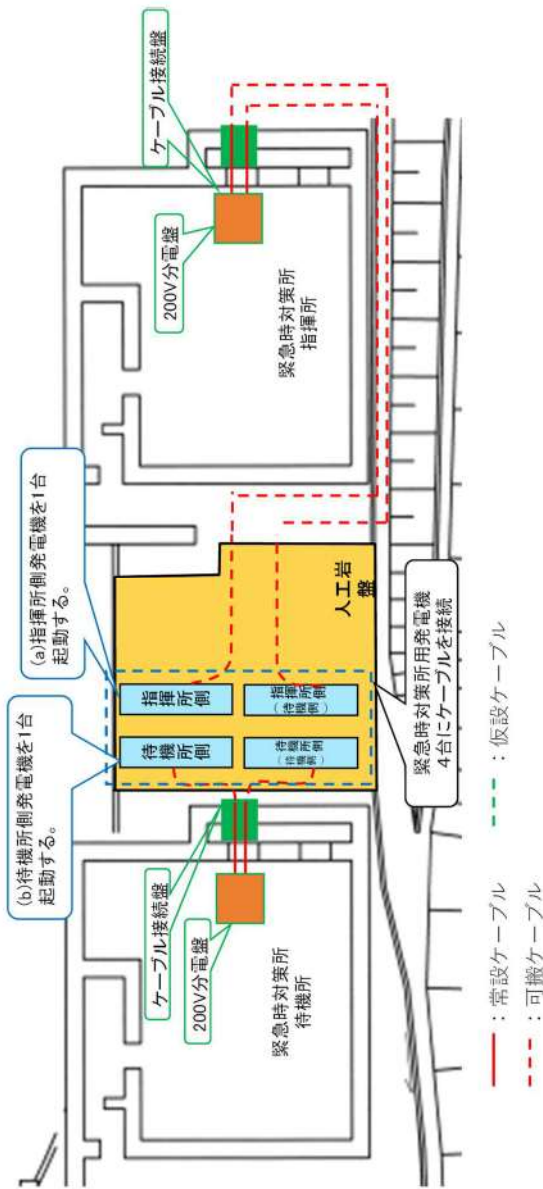 (b)待機所側発電機を1台
起動する。
(a)指揮所側発電機を1台
起動する。
ケーブル接続盤
200V分電盤
緊急時対策所
待機所
待機所側
待機所側
(待機側)
指揮所側
指揮所側
(待機側)
人工岩
盤
緊急時対策所用発電機
4台にケーブルを接続
ケーブル接続盤
200V分電盤
緊急時対策所
指揮所
:常設ケーブル
:可搬ケーブル
:仮設ケーブル